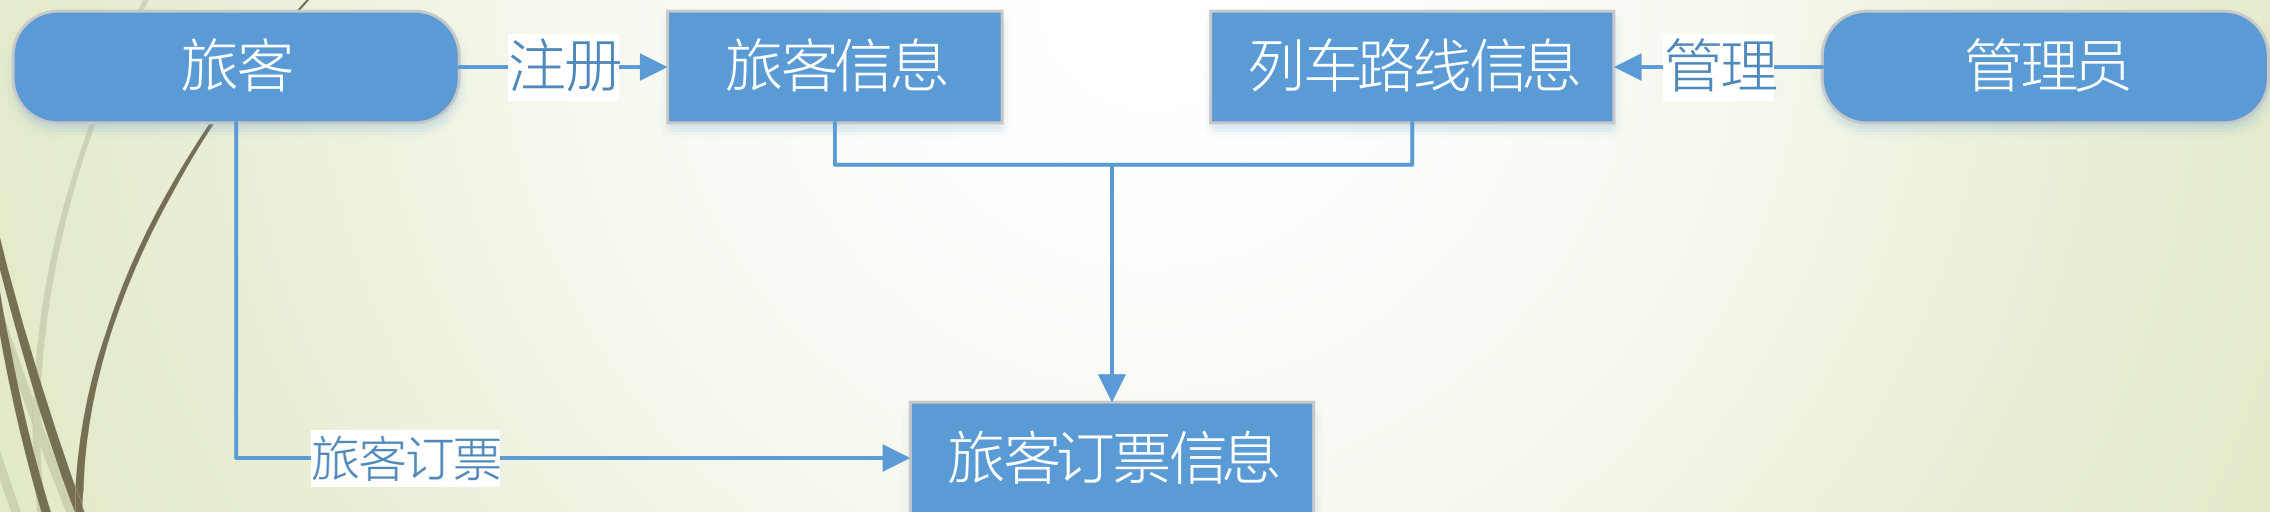 旅客
注册
旅客信息
列车路线信息
管理
管理员
旅客订票
旅客订票信息